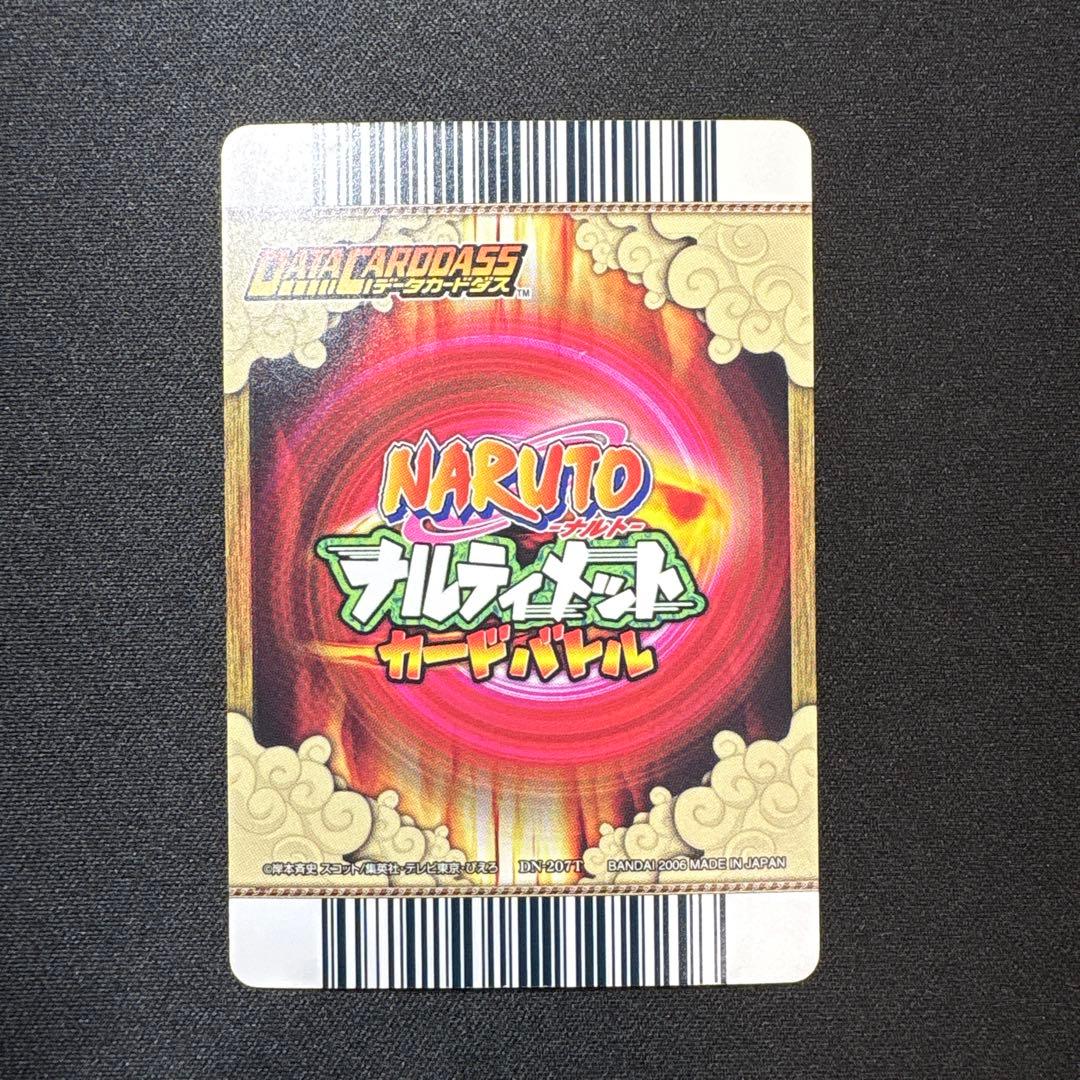 DATACARDDASS
データカードダス TM
NARUTO
-ナルト-
ナルティメット
カードバトル
©岸本斉史 スコット/集英社・テレビ東京・ぴえろ DN-207T BANDAI 2006 MADE IN JAPAN